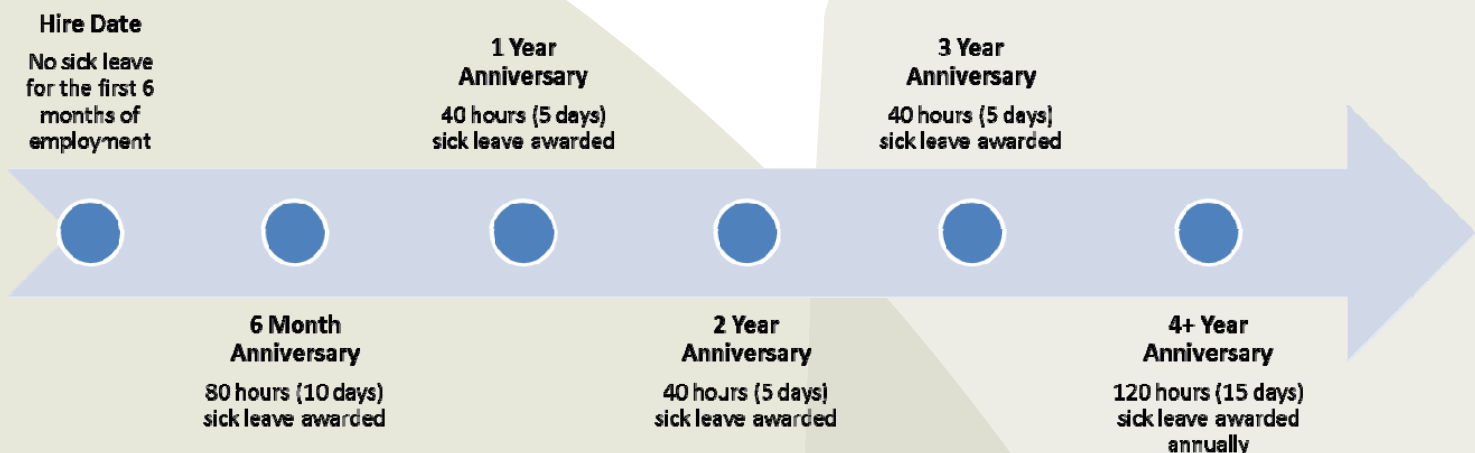 Hire Date
No sick leave
for the first 6
months of
employment
6 Month
Anniversary
80 hours (10 days)
sick leave awarded
1 Year
Anniversary
40 hours (5 days)
sick leave awarded
2 Year
Anniversary
40 hours (5 days)
sick leave awarded
3 Year
Anniversary
40 hours (5 days)
sick leave awarded
4+ Year
Anniversary
120 hours (15 days)
sick leave awarded
annually